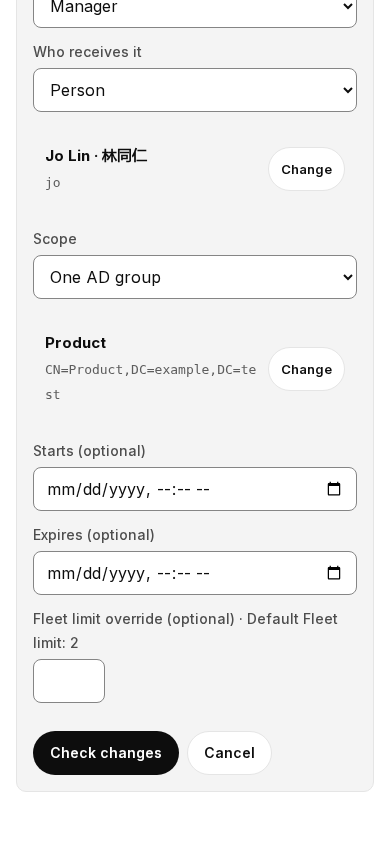 Manager
Who receives it
Person
Jo Lin · 林同仁
jo
Change
Scope
One AD group
Product
CN=Product,DC=example,DC=te
st
Change
Starts (optional)
mm/dd/yyyy, --:-- --
Expires (optional)
mm/dd/yyyy, --:-- --
Fleet limit override (optional) · Default Fleet
limit: 2
Check changes
Cancel